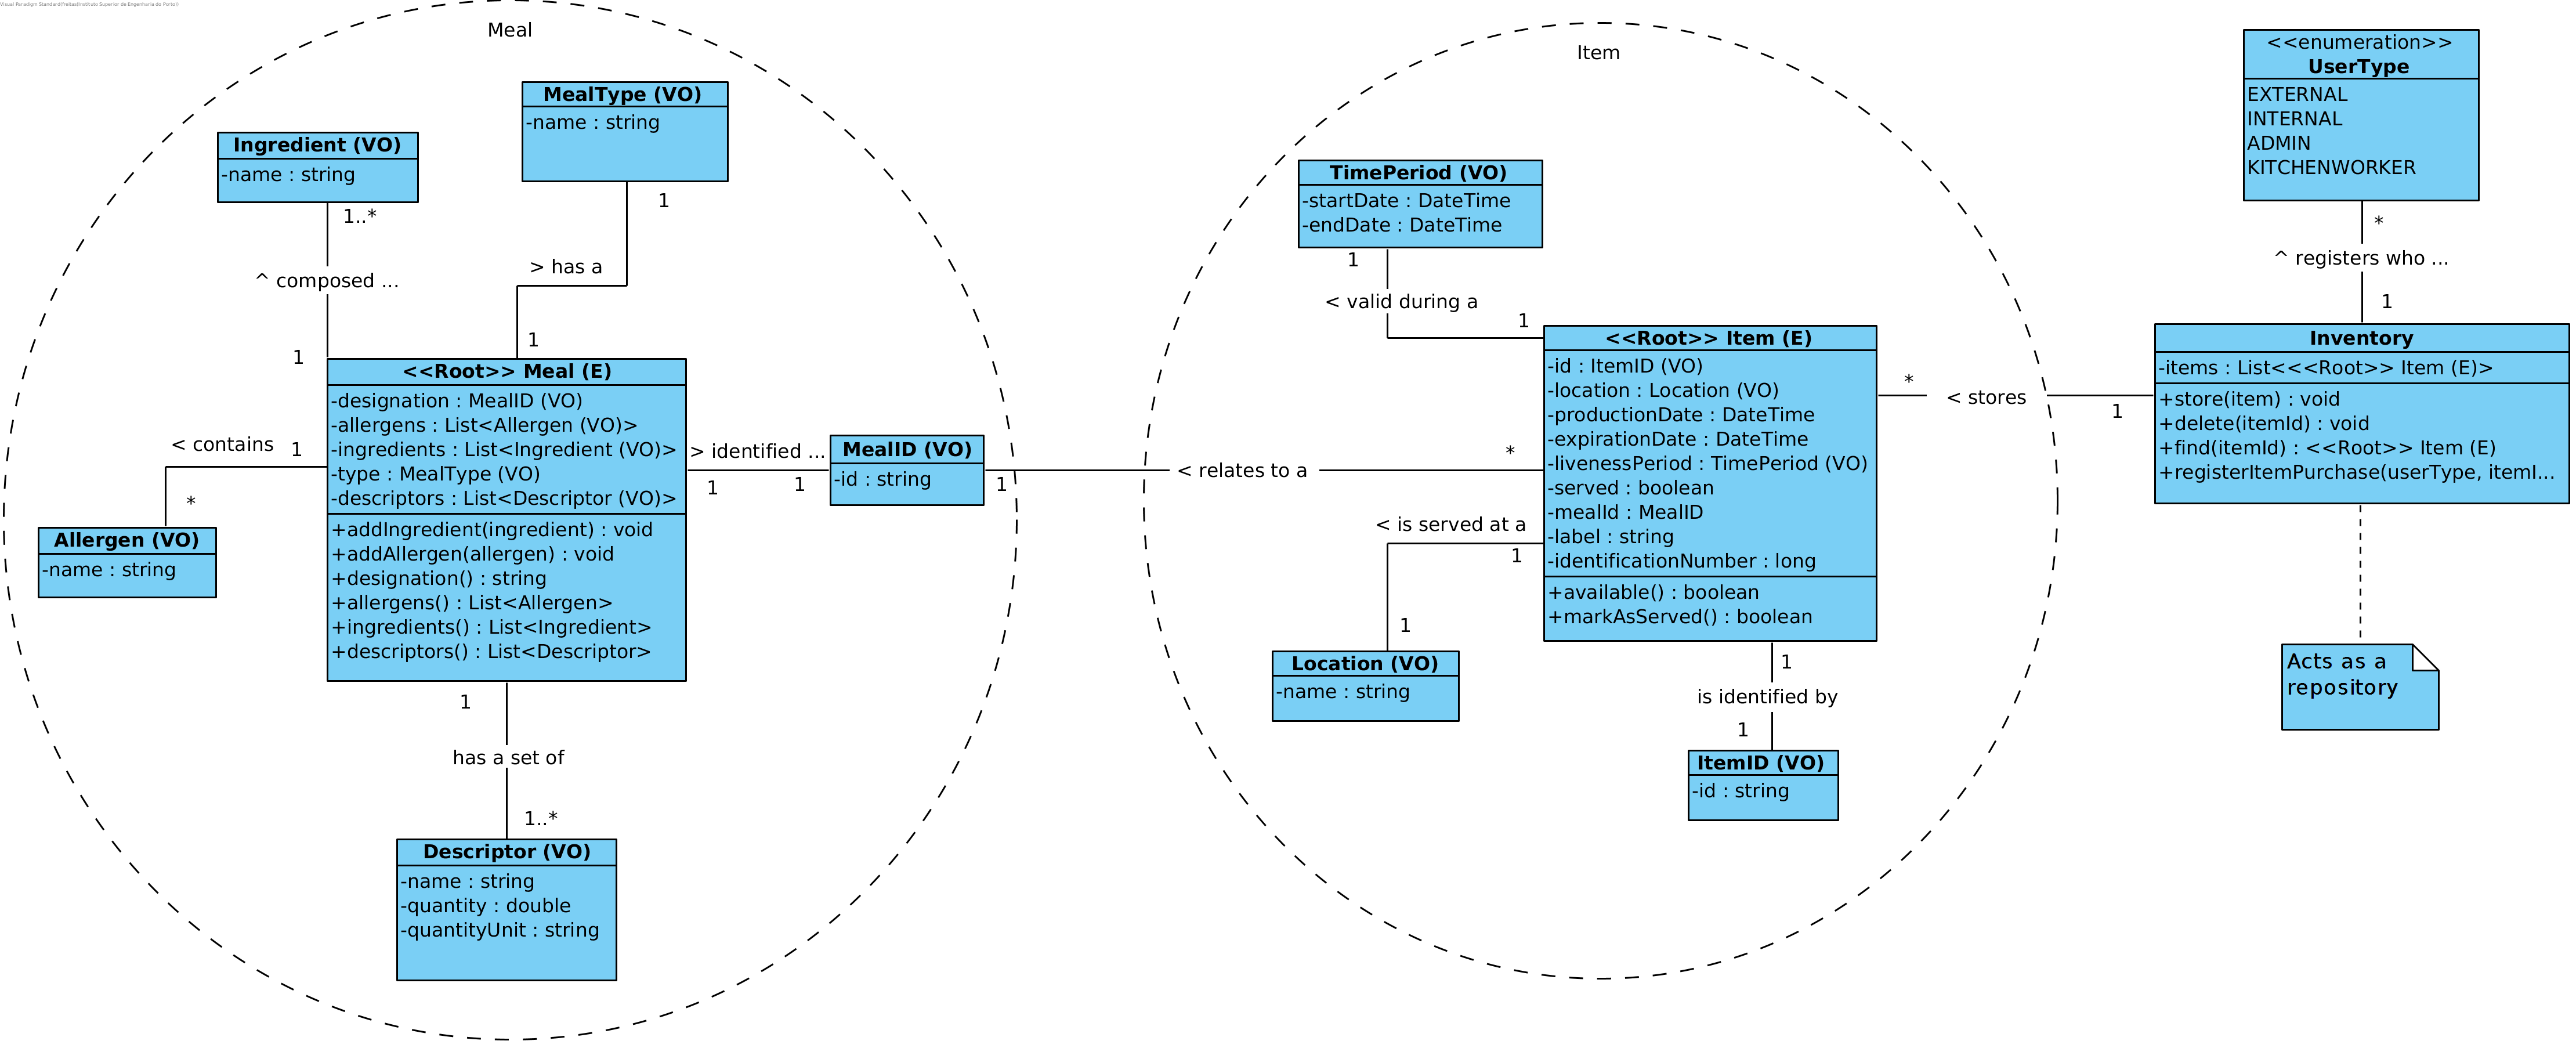 Visual Paradigm Standard(freitas(Instituto Superior de Engenharia do Porto))
Meal
MealType (VO)
-name : string
Ingredient (VO)
-name : string
1..*
1
^ composed ...
> has a
1
1
<<Root>> Meal (E)
-designation : MealID (VO)
-allergens : List<Allergen (VO)>
-ingredients : List<Ingredient (VO)>
-type : MealType (VO)
-descriptors : List<Descriptor (VO)>
+addIngredient(ingredient) : void
+addAllergen(allergen) : void
+designation() : string
+allergens() : List<Allergen>
+ingredients() : List<Ingredient>
+descriptors() : List<Descriptor>
< contains
1
*
Allergen (VO)
-name : string
> identified ...
1
1
MealID (VO)
-id : string
1
< relates to a
*
1
has a set of
1..*
Descriptor (VO)
-name : string
-quantity : double
-quantityUnit : string
Item
TimePeriod (VO)
-startDate : DateTime
-endDate : DateTime
1
< valid during a
1
<<Root>> Item (E)
-id : ItemID (VO)
-location : Location (VO)
-productionDate : DateTime
-expirationDate : DateTime
-livenessPeriod : TimePeriod (VO)
-served : boolean
-mealId : MealID
-label : string
-identificationNumber : long
+available() : boolean
+markAsServed() : boolean
< is served at a
1
1
Location (VO)
-name : string
1
is identified by
1
ItemID (VO)
-id : string
*
< stores
1
<<enumeration>>
UserType
EXTERNAL
INTERNAL
ADMIN
KITCHENWORKER
*
^ registers who ...
1
Inventory
-items : List<<<Root>> Item (E)>
+store(item) : void
+delete(itemId) : void
+find(itemId) : <<Root>> Item (E)
+registerItemPurchase(userType, itemI...
Acts as a
repository